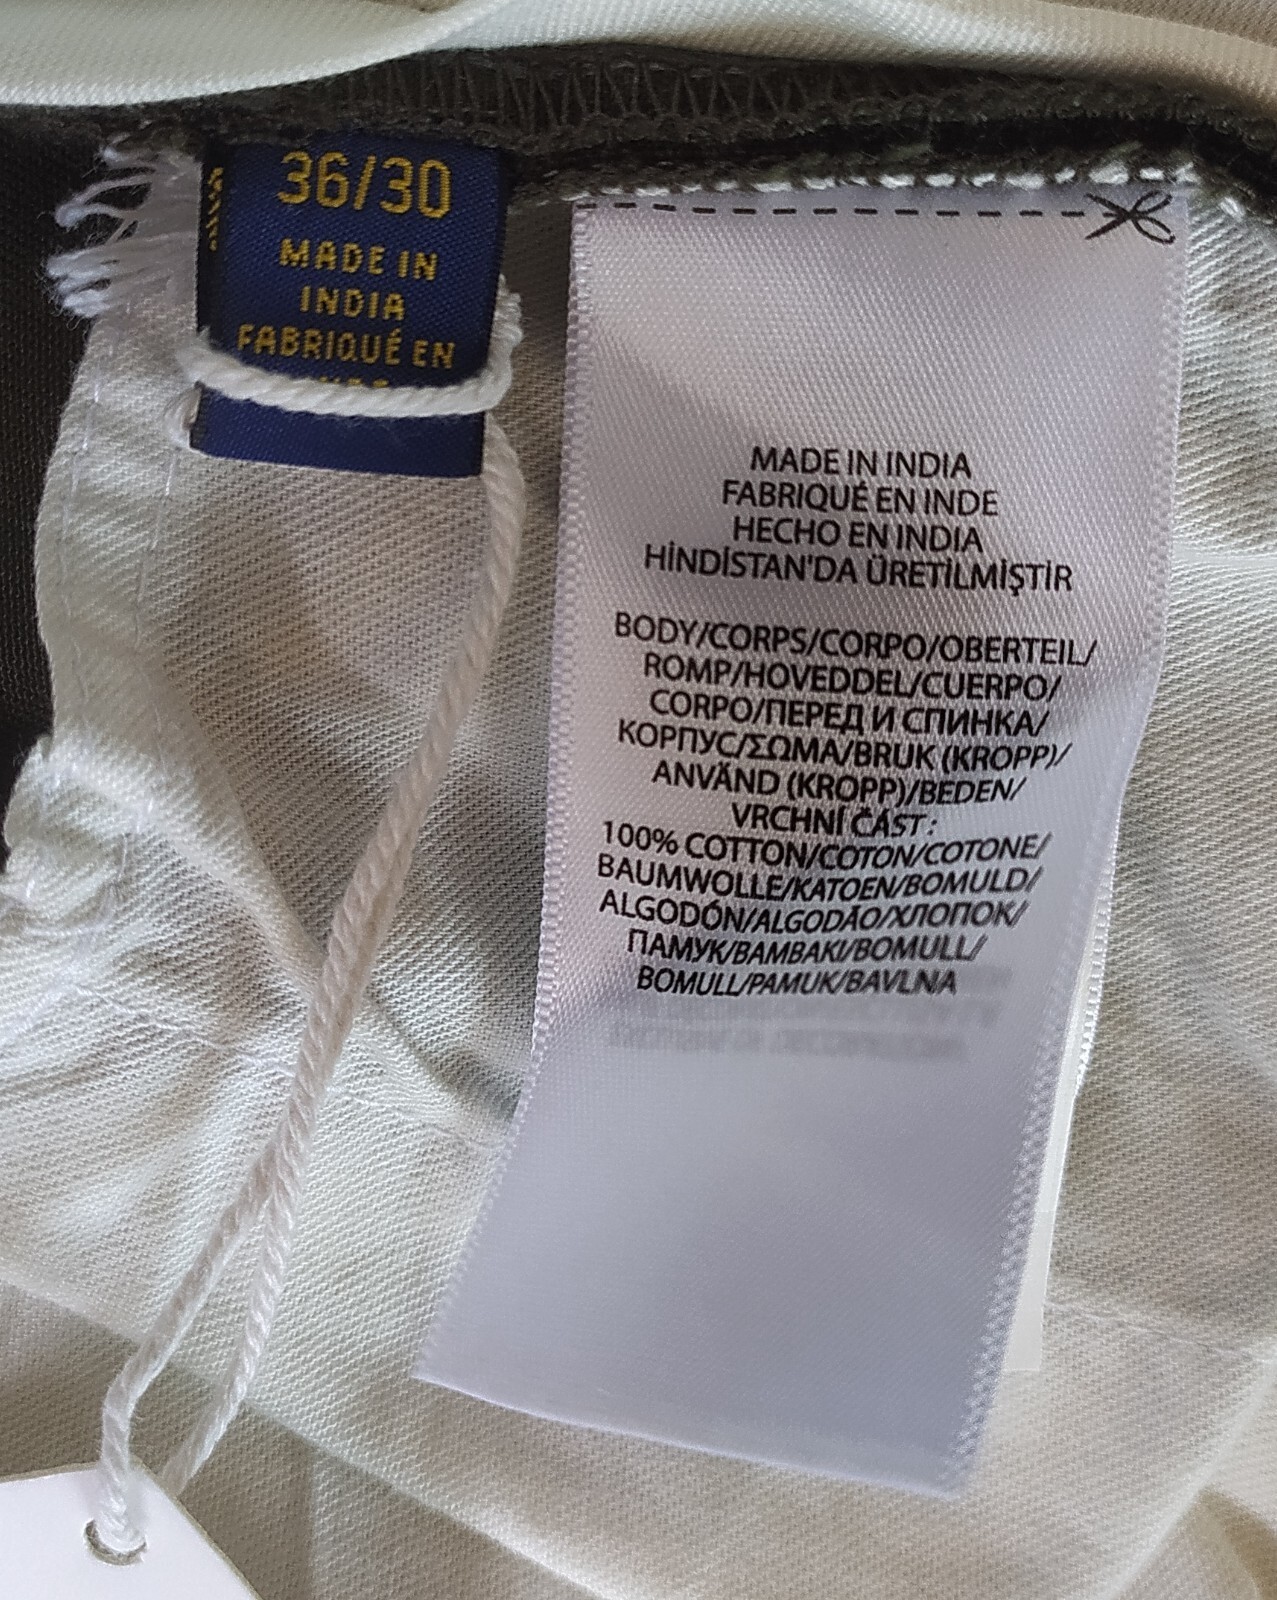 36/30
MADE IN
INDIA
FABRIQUÉ EN
MADE IN INDIA
FABRIQUÉ EN INDE
HECHO EN INDIA
HİNDİSTAN'DA ÜRETİLMİŞTİR
BODY/CORPS/CORPO/OBERTEIL/
ROMP/HOVEDDEL/CUERPO/
CORPO/ПЕРЕД И СПИНКА/
КОРПУС/ΣΩΜΑ/BRUK (KROPP)/
ANVÄND (KROPP)/BEDEN/
VRCHNÍ ČÁST:
100% COTTON/COTON/COTONE/
BAUMWOLLE/KATOEN/BOMULD/
ALGODÓN/ALGODÃO/ХЛОПОК/
ПАМУК/BAMBAKI/BOMULL/
BOMULL/PAMUK/BAVLNA